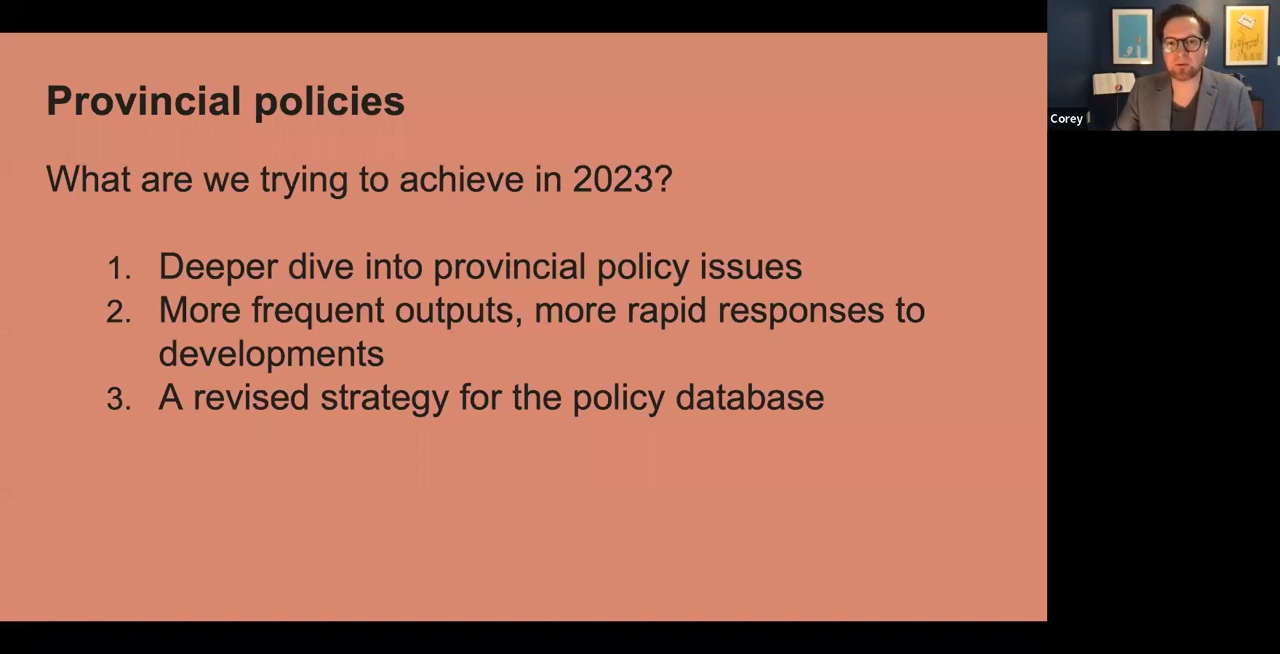 Provincial policies
What are we trying to achieve in 2023?
1. Deeper dive into provincial policy issues
2. More frequent outputs, more rapid responses to
developments
3. A revised strategy for the policy database
Corey